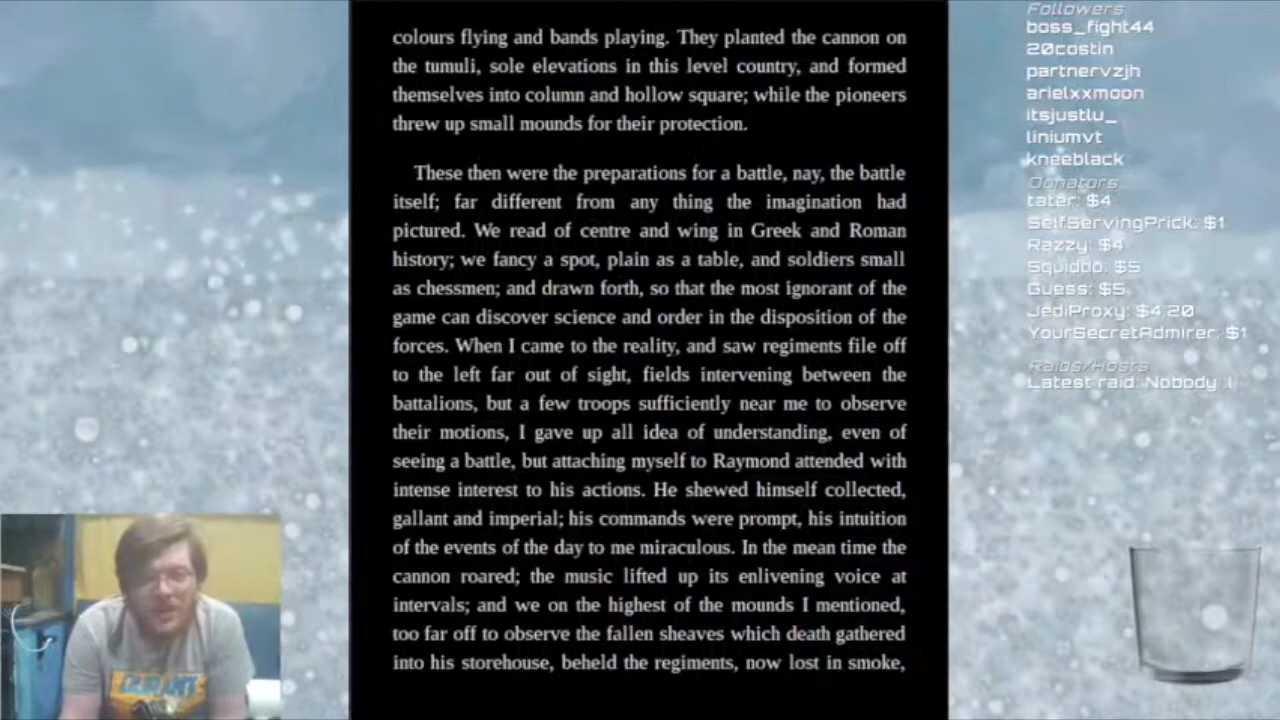 colours flying and bands playing. They planted the cannon on
the tumuli, sole elevations in this level country, and formed
themselves into column and hollow square; while the pioneers
threw up small mounds for their protection.
These then were the preparations for a battle, nay, the battle
itself; far different from any thing the imagination had
pictured. We read of centre and wing in Greek and Roman
history; we fancy a spot, plain as a table, and soldiers small
as chessmen; and drawn forth, so that the most ignorant of the
game can discover science and order in the disposition of the
forces. When I came to the reality, and saw regiments file off
to the left far out of sight, fields intervening between the
battalions, but a few troops sufficiently near me to observe
their motions, I gave up all idea of understanding, even of
seeing a battle, but attaching myself to Raymond attended with
intense interest to his actions. He shewed himself collected,
gallant and imperial; his commands were prompt, his intuition
of the events of the day to me miraculous. In the mean time the
cannon roared; the music lifted up its enlivening voice at
intervals; and we on the highest of the mounds I mentioned,
too far off to observe the fallen sheaves which death gathered
into his storehouse, beheld the regiments, now lost in smoke,
Followers
boss_fight44
20costin
partnervzjh
arielxxmoon
itsjustlu_
liniumvt
kneeblack
Donators
tater: $4
SelfServingPrick: $1
Razzy: $4
Squidbo: $5
Guess: $5
JediProxy: $4.20
YourSecretAdmirer: $1
Raids/Hosts
Latest raid: Nobody :(